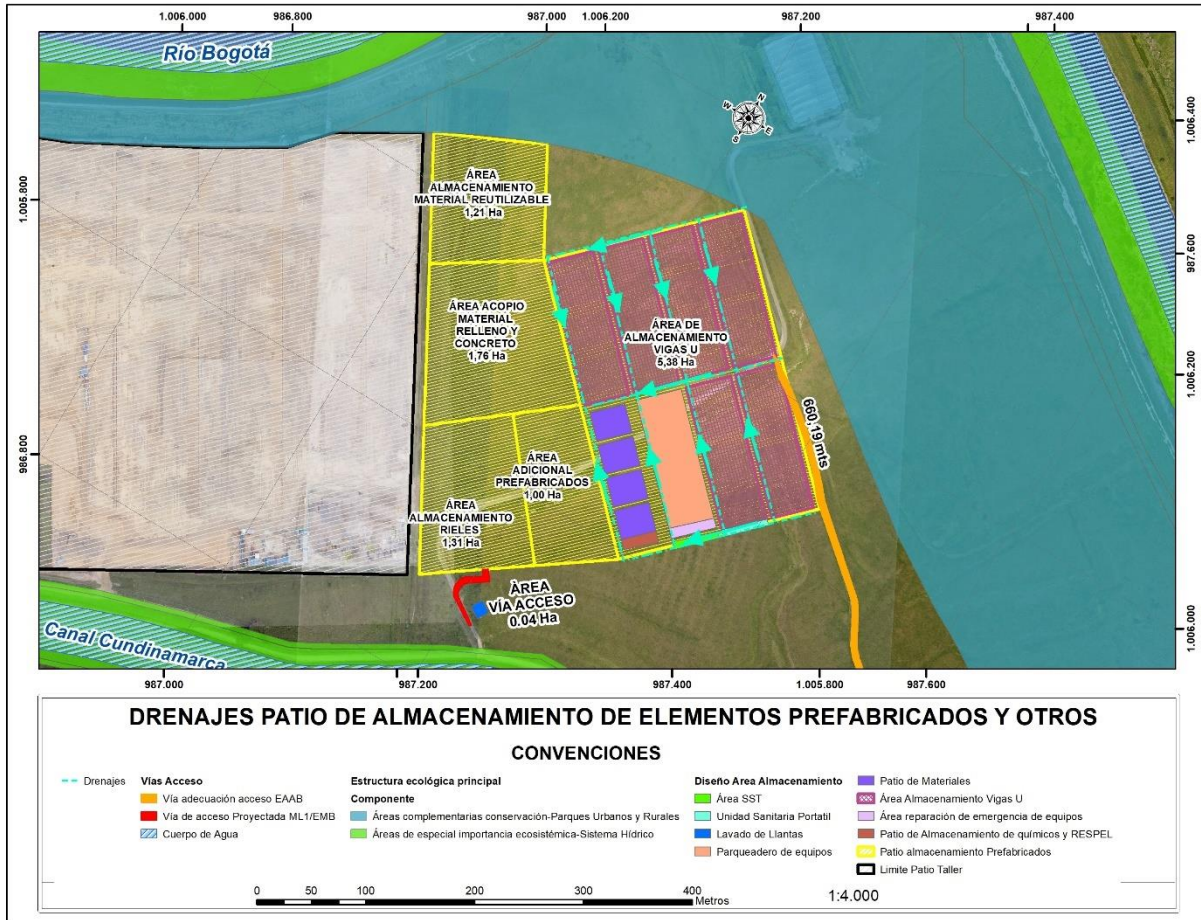 1.006.000 986.800 987.000 1.006.200 987.200 987.400
Río Bogotá
N
W
E
S
1.006.400
1.005.800
ÁREA
ALMACENAMIENTO
MATERIAL REUTILIZABLE
1,21 Ha
987.600
ÁREA ACOPIO
MATERIAL
RELLENO Y
CONCRETO
1,76 Ha
ÁREA DE
ALMACENAMIENTO
VIGAS U
5,38 Ha
1.006.200
660,19 mts
986.800
ÁREA
ADICIONAL
PREFABRICADOS
1,00 Ha
ÁREA
ALMACENAMIENTO
RIELES
1,31 Ha
ÁREA
VÍA ACCESO
0.04 Ha
1.006.000
Canal Cundinamarca
987.000 987.200 987.400 1.005.800 987.600
DRENAJES PATIO DE ALMACENAMIENTO DE ELEMENTOS PREFABRICADOS Y OTROS
CONVENCIONES
Drenajes
Vías Acceso
Vía adecuación acceso EAAB
Vía de acceso Proyectada ML1/EMB
Cuerpo de Agua
Estructura ecológica principal
Componente
Áreas complementarias conservación-Parques Urbanos y Rurales
Áreas de especial importancia ecosistémica-Sistema Hídrico
Diseño Area Almacenamiento
Área SST
Unidad Sanitaria Portatil
Lavado de Llantas
Parqueadero de equipos
Patio de Materiales
Área Almacenamiento Vigas U
Área reparación de emergencia de equipos
Patio de Almacenamiento de químicos y RESPEL
Patio almacenamiento Prefabricados
Limite Patio Taller
0 50 100 200 300 400
Metros
1:4.000